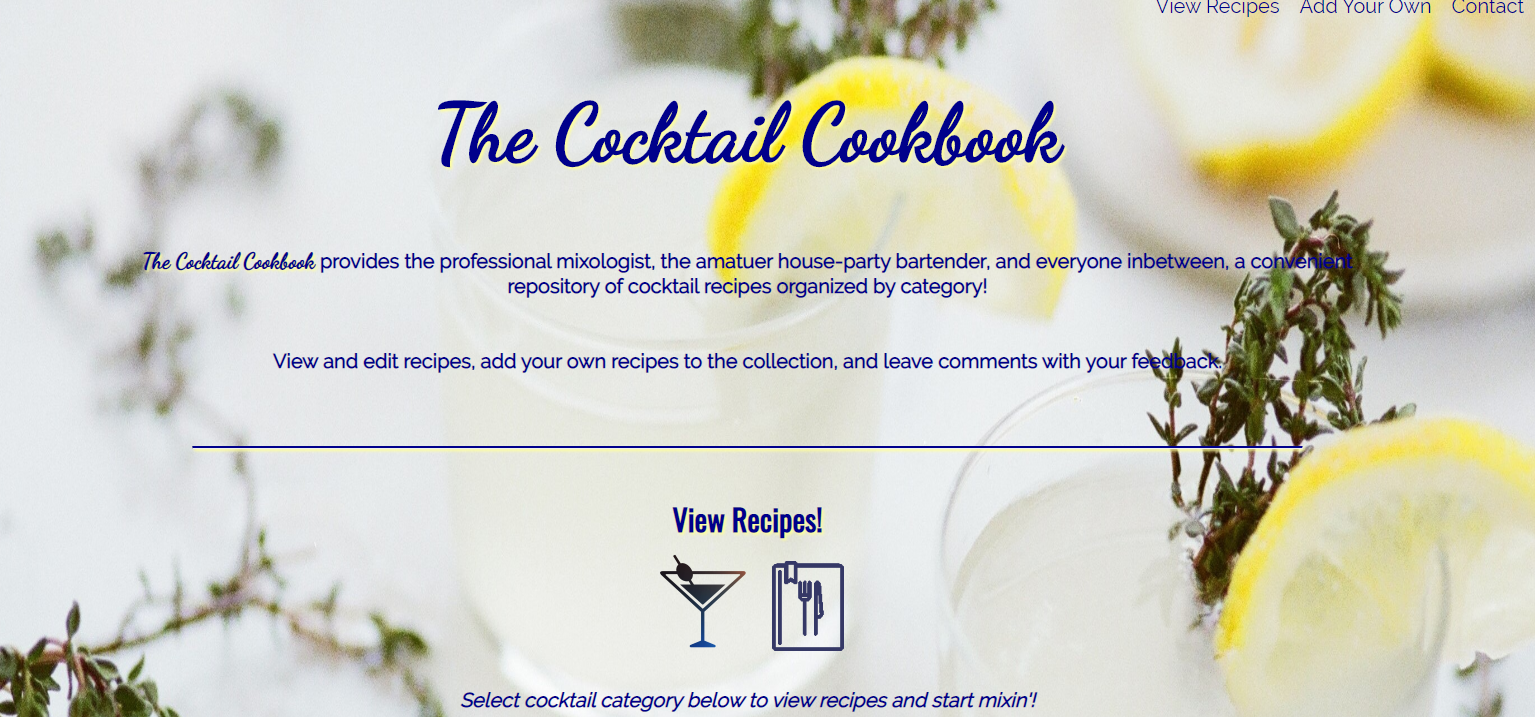 View Recipes Add Your Own Contact
The Cocktail Cookbook
The Cocktail Cookbook provides the professional mixologist, the amatuer house-party bartender, and everyone inbetween, a convenient
repository of cocktail recipes organized by category!
View and edit recipes, add your own recipes to the collection, and leave comments with your feedback.
View Recipes!
Select cocktail category below to view recipes and start mixin'!